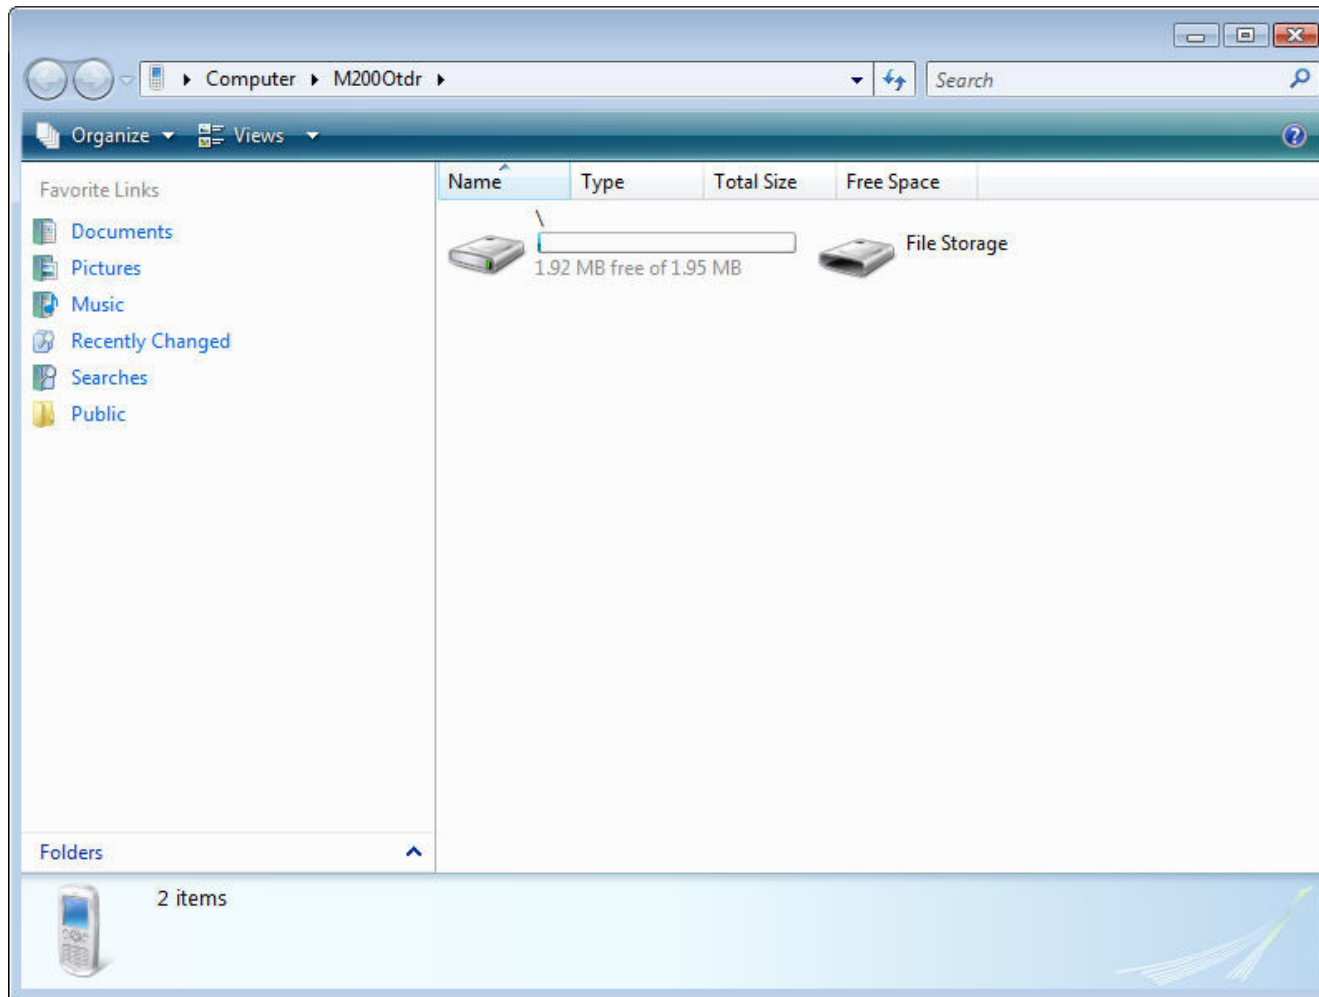 Computer M200Otdr
Search
Organize Views
Favorite Links
Documents
Pictures
Music
Recently Changed
Searches
Public
Folders
Name Type Total Size Free Space
\
1.92 MB free of 1.95 MB
File Storage
2 items